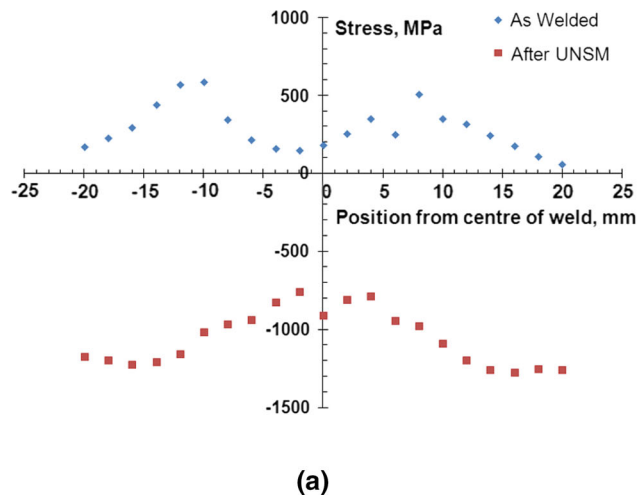 1000
Stress, MPa
As Welded
After UNSM
500
0
-25 -20 -15 -10 -5 0 5 10 15 20 25
Position from centre of weld, mm
-500
-1000
-1500
(a)